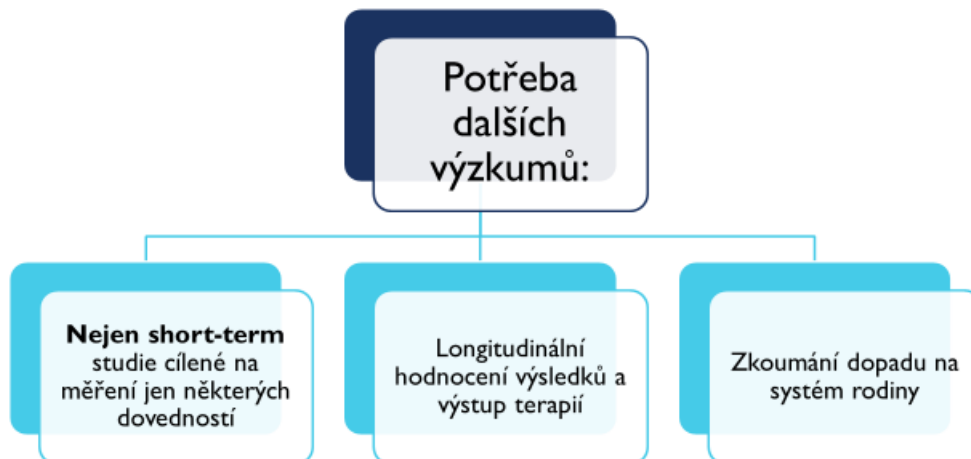 Potřeba
dalších
výzkumů:
Nejen short-term
studie cílené na
měření jen některých
dovedností
Longitudinální
hodnocení výsledků a
výstup terapií
Zkoumání dopadu na
systém rodiny